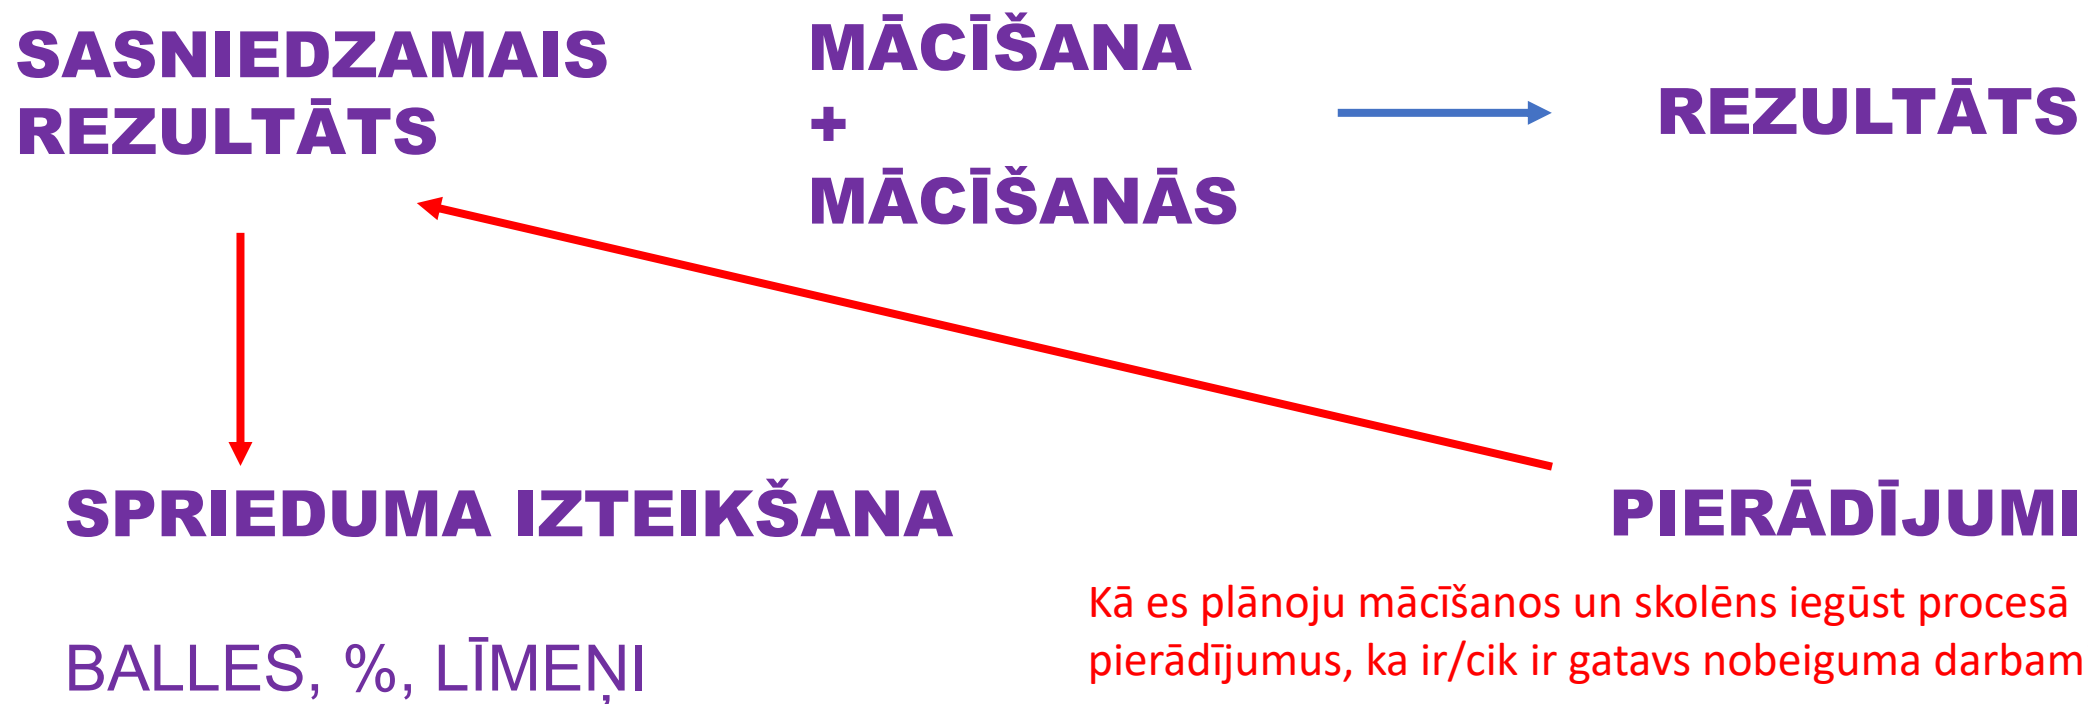 SASNIEDZAMAIS
REZULTĀTS
MĀCĪŠANA
+
MĀCĪŠANĀS
REZULTĀTS
SPRIEDUMA IZTEIKŠANA
BALLES, %, LĪMEŅI
PIERĀDĪJUMI
Kā es plānoju mācīšanos un skolēns iegūst procesā
pierādījumus, ka ir/cik ir gatavs nobeiguma darbam